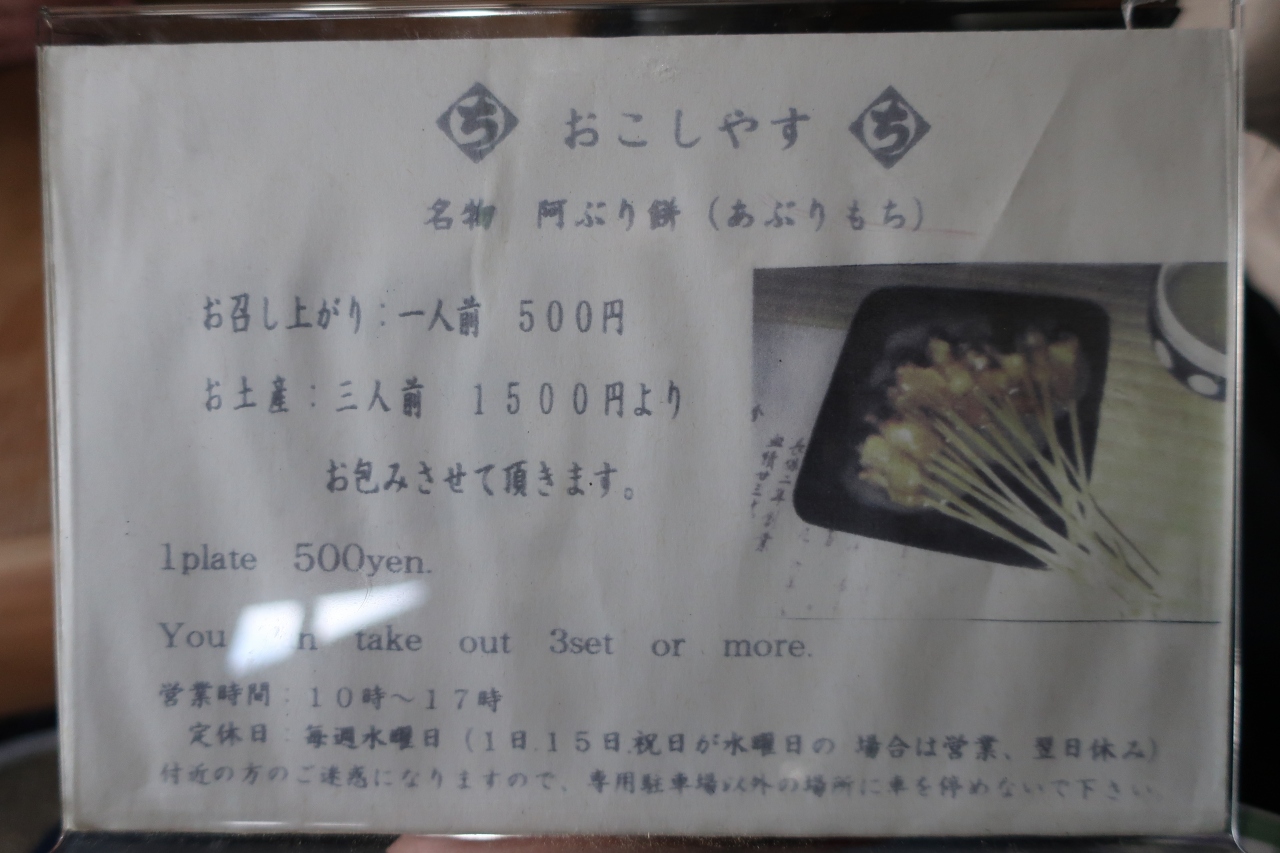 ち おこしやす ち
名物 阿ぶり餅（あぶりもち）
お召し上がり：一人前 500円
お土産：三人前 1500円より
お包みさせて頂きます。
1plate 500yen.
You take out 3set or more.
営業時間：10時～17時
定休日：毎週水曜日（1日.15日.祝日が水曜日の 場合は営業、翌日休み）
付近の方のご迷惑になりますので、専用駐車場以外の場所に車を停めないで下さい。